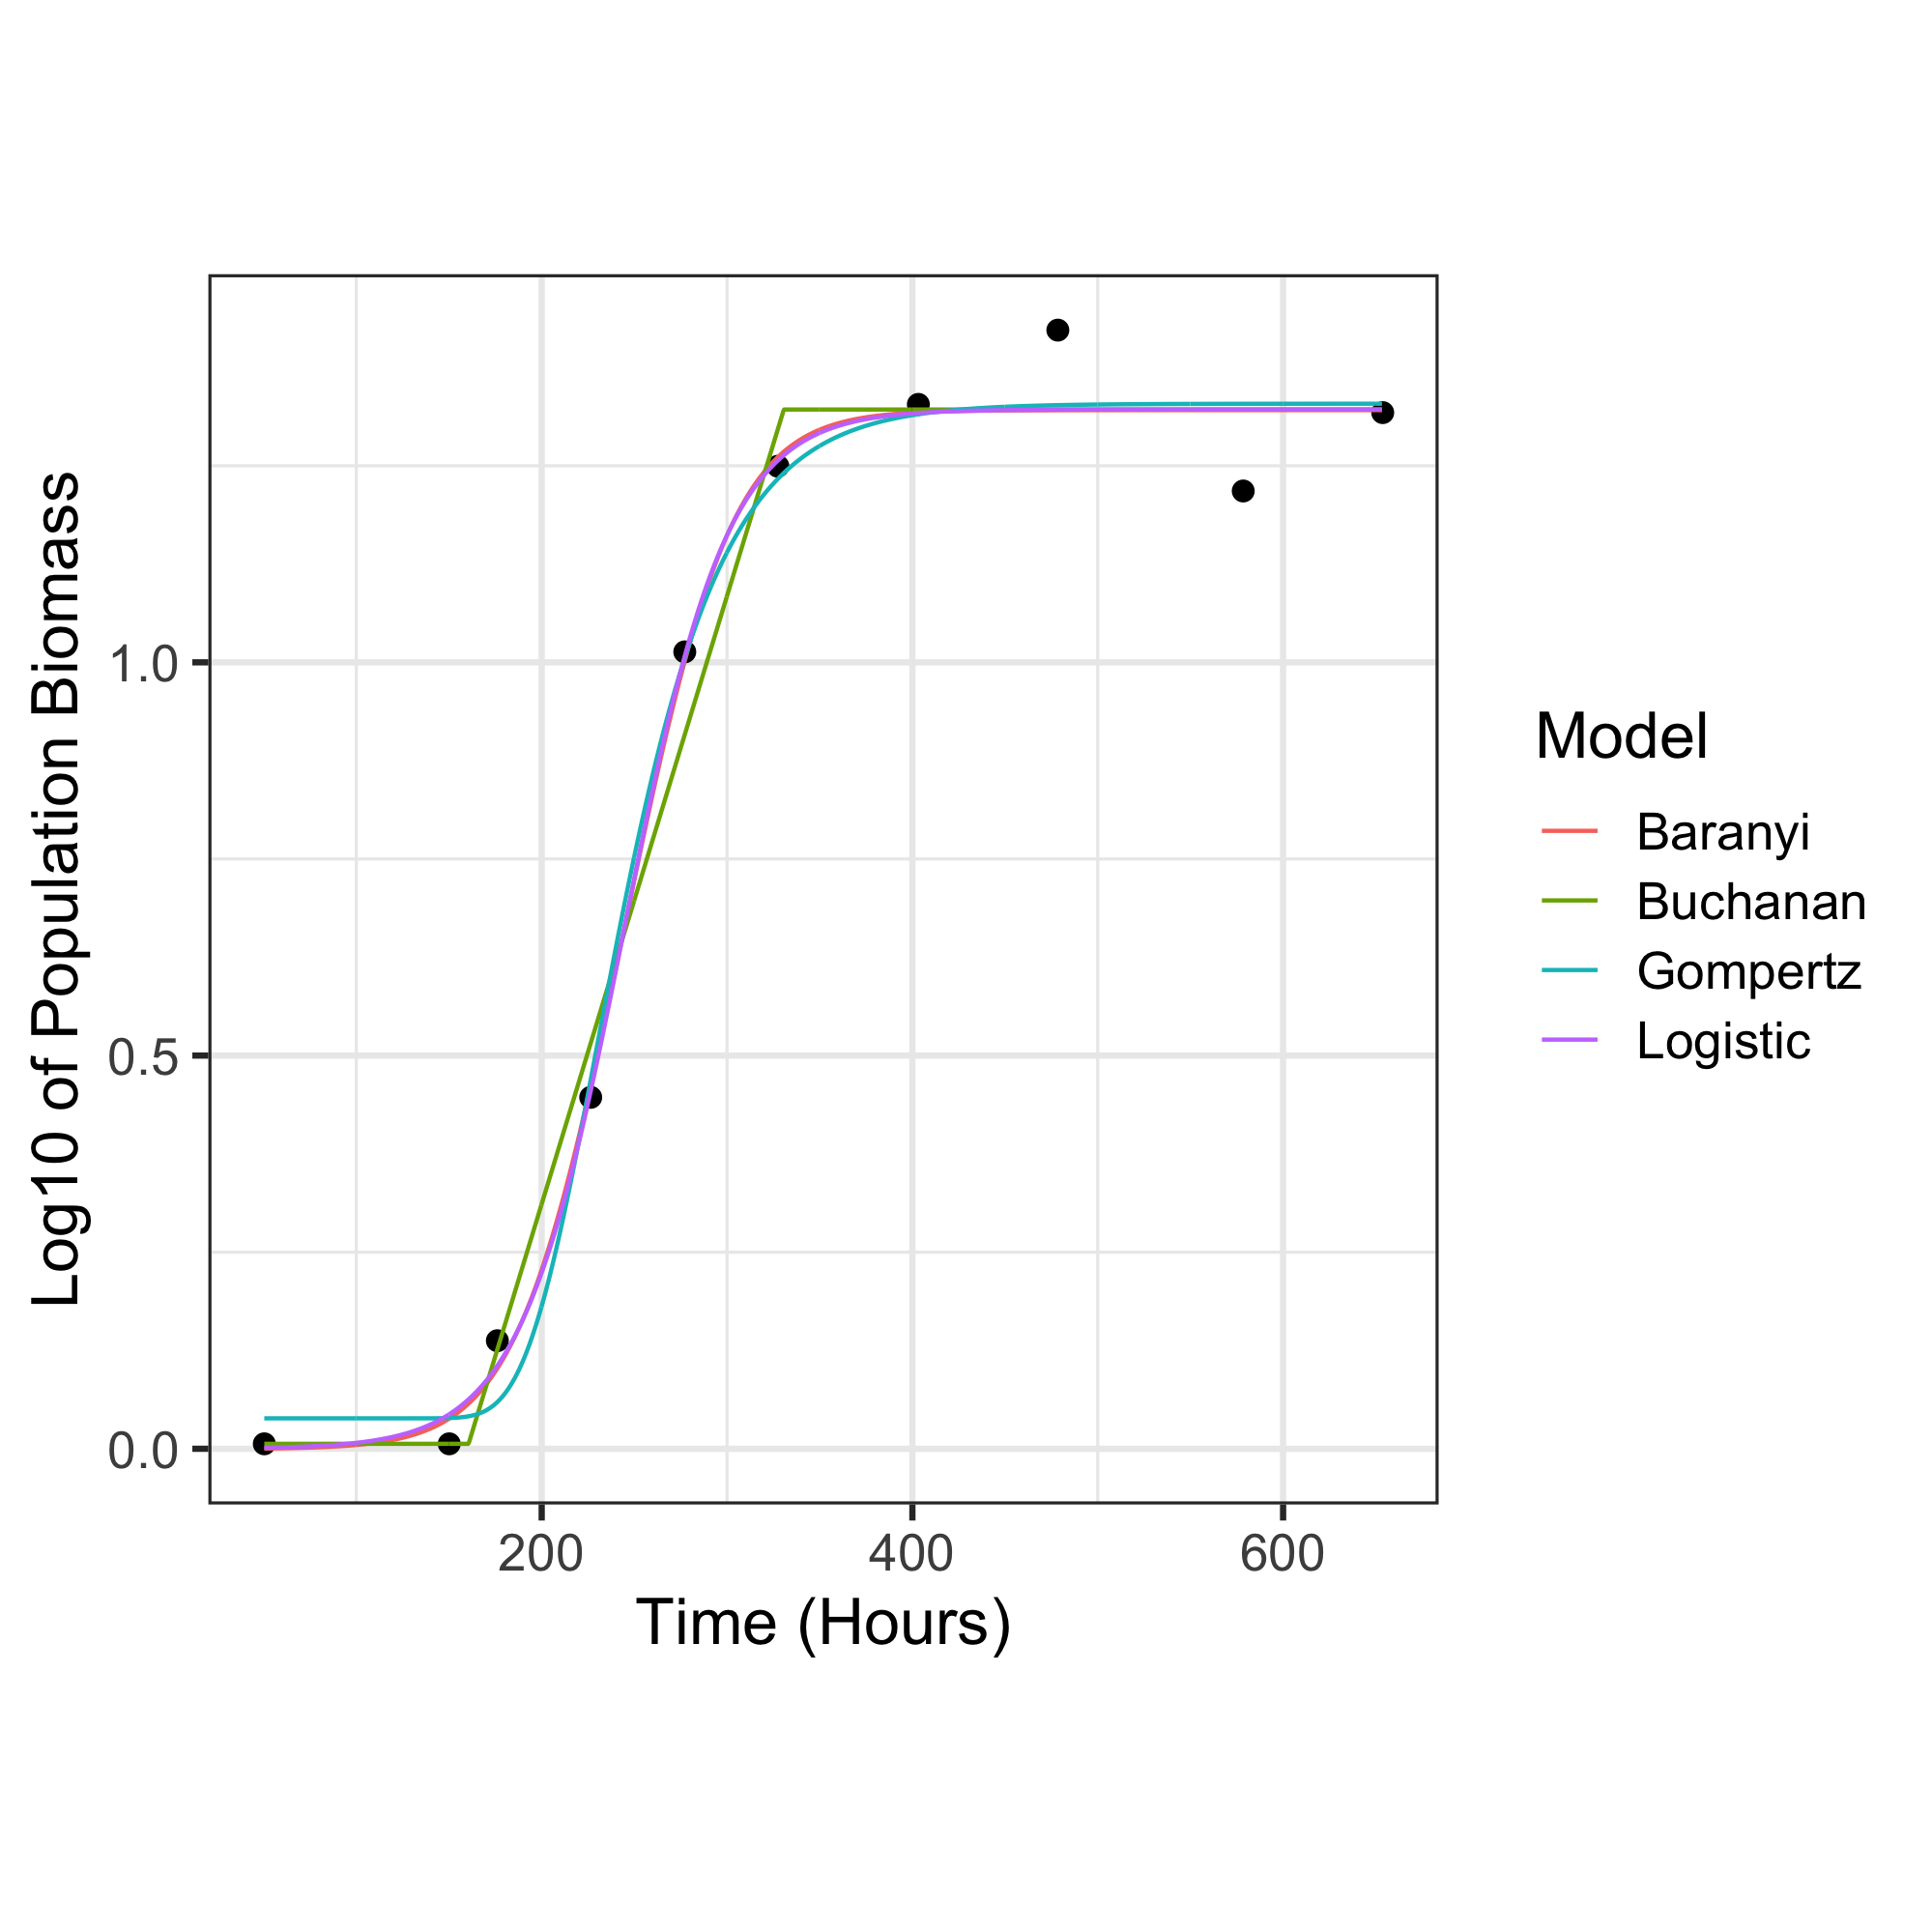 Log10 of Population Biomass
1.0
0.5
0.0
200 400 600
Time (Hours)
Model
Baranyi
Buchanan
Gompertz
Logistic